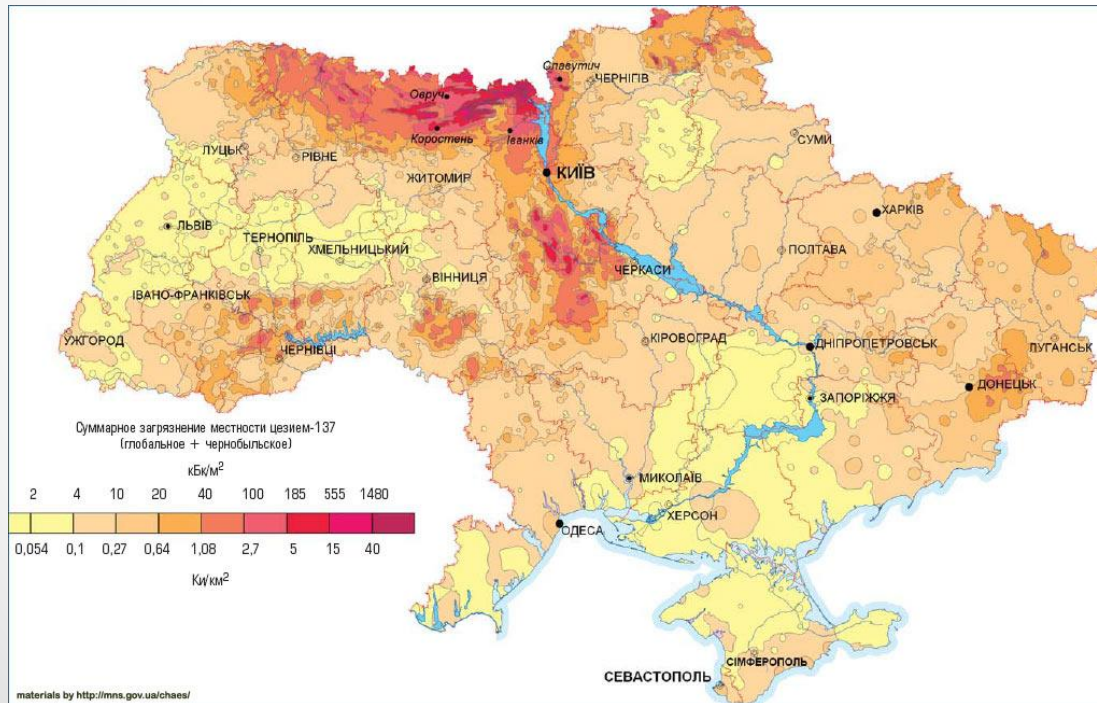 Славутич
ЧЕРНІГІВ
Овруч
Коростень
Іванків
СУМИ
ЛУЦЬК
РІВНЕ
КИЇВ
ЖИТОМИР
ХАРКІВ
ЛЬВІВ
ТЕРНОПІЛЬ
ХМЕЛЬНИЦЬКИЙ
ПОЛТАВА
ЧЕРКАСИ
ВІННИЦЯ
ІВАНО-ФРАНКІВСЬК
УЖГОРОД
КІРОВОГРАД
ДНІПРОПЕТРОВСЬК
ЛУГАНСЬК
ЧЕРНІВЦІ
ДОНЕЦЬК
ЗАПОРІЖЖЯ
Суммарное загрязнение местности цезием-137
(глобальное + чернобыльское)
кБк/м²
2 4 10 20 40 100 185 555 1480
0,054 0,1 0,27 0,64 1,08 2,7 5 15 40
Ки/км²
МИКОЛАЇВ
ХЕРСОН
ОДЕСА
СІМФЕРОПОЛЬ
СЕВАСТОПОЛЬ
materials by http://mns.gov.ua/chaes/